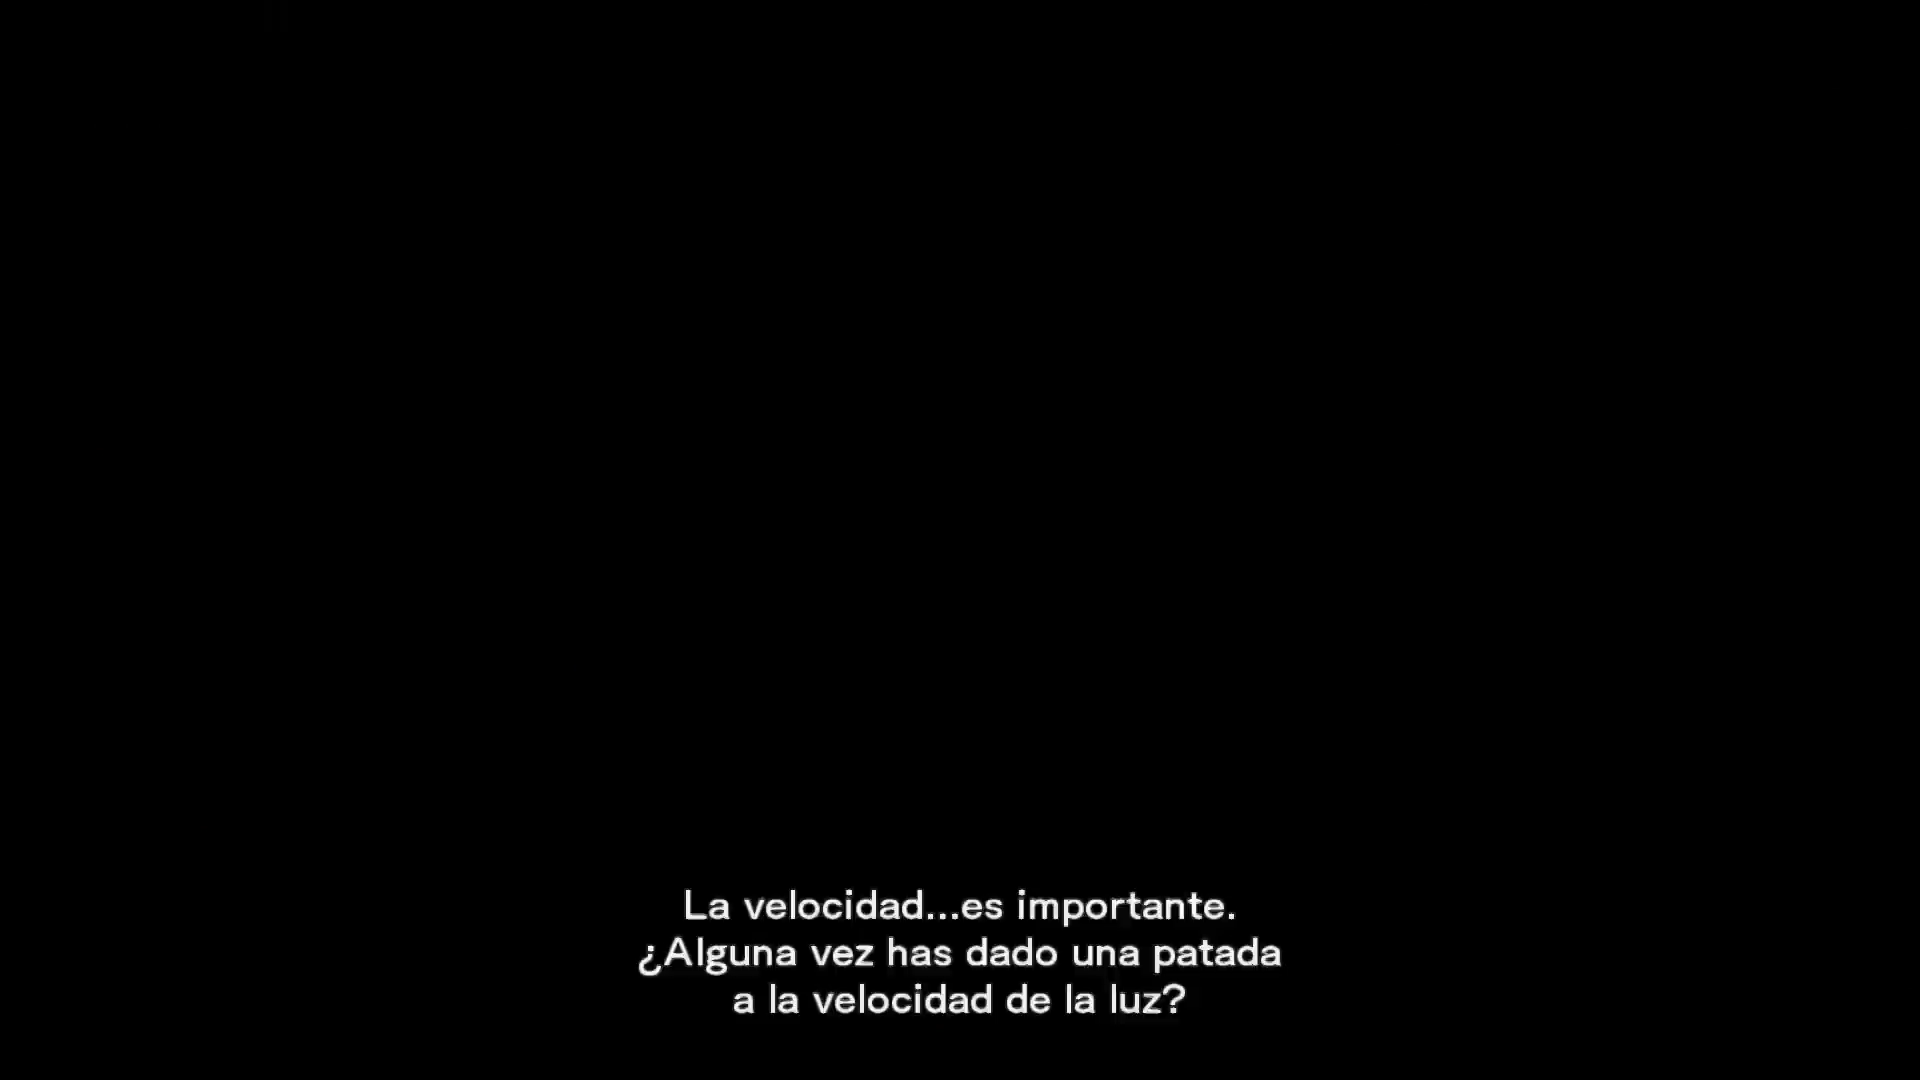 La velocidad...es importante.
¿Alguna vez has dado una patada
a la velocidad de la luz?